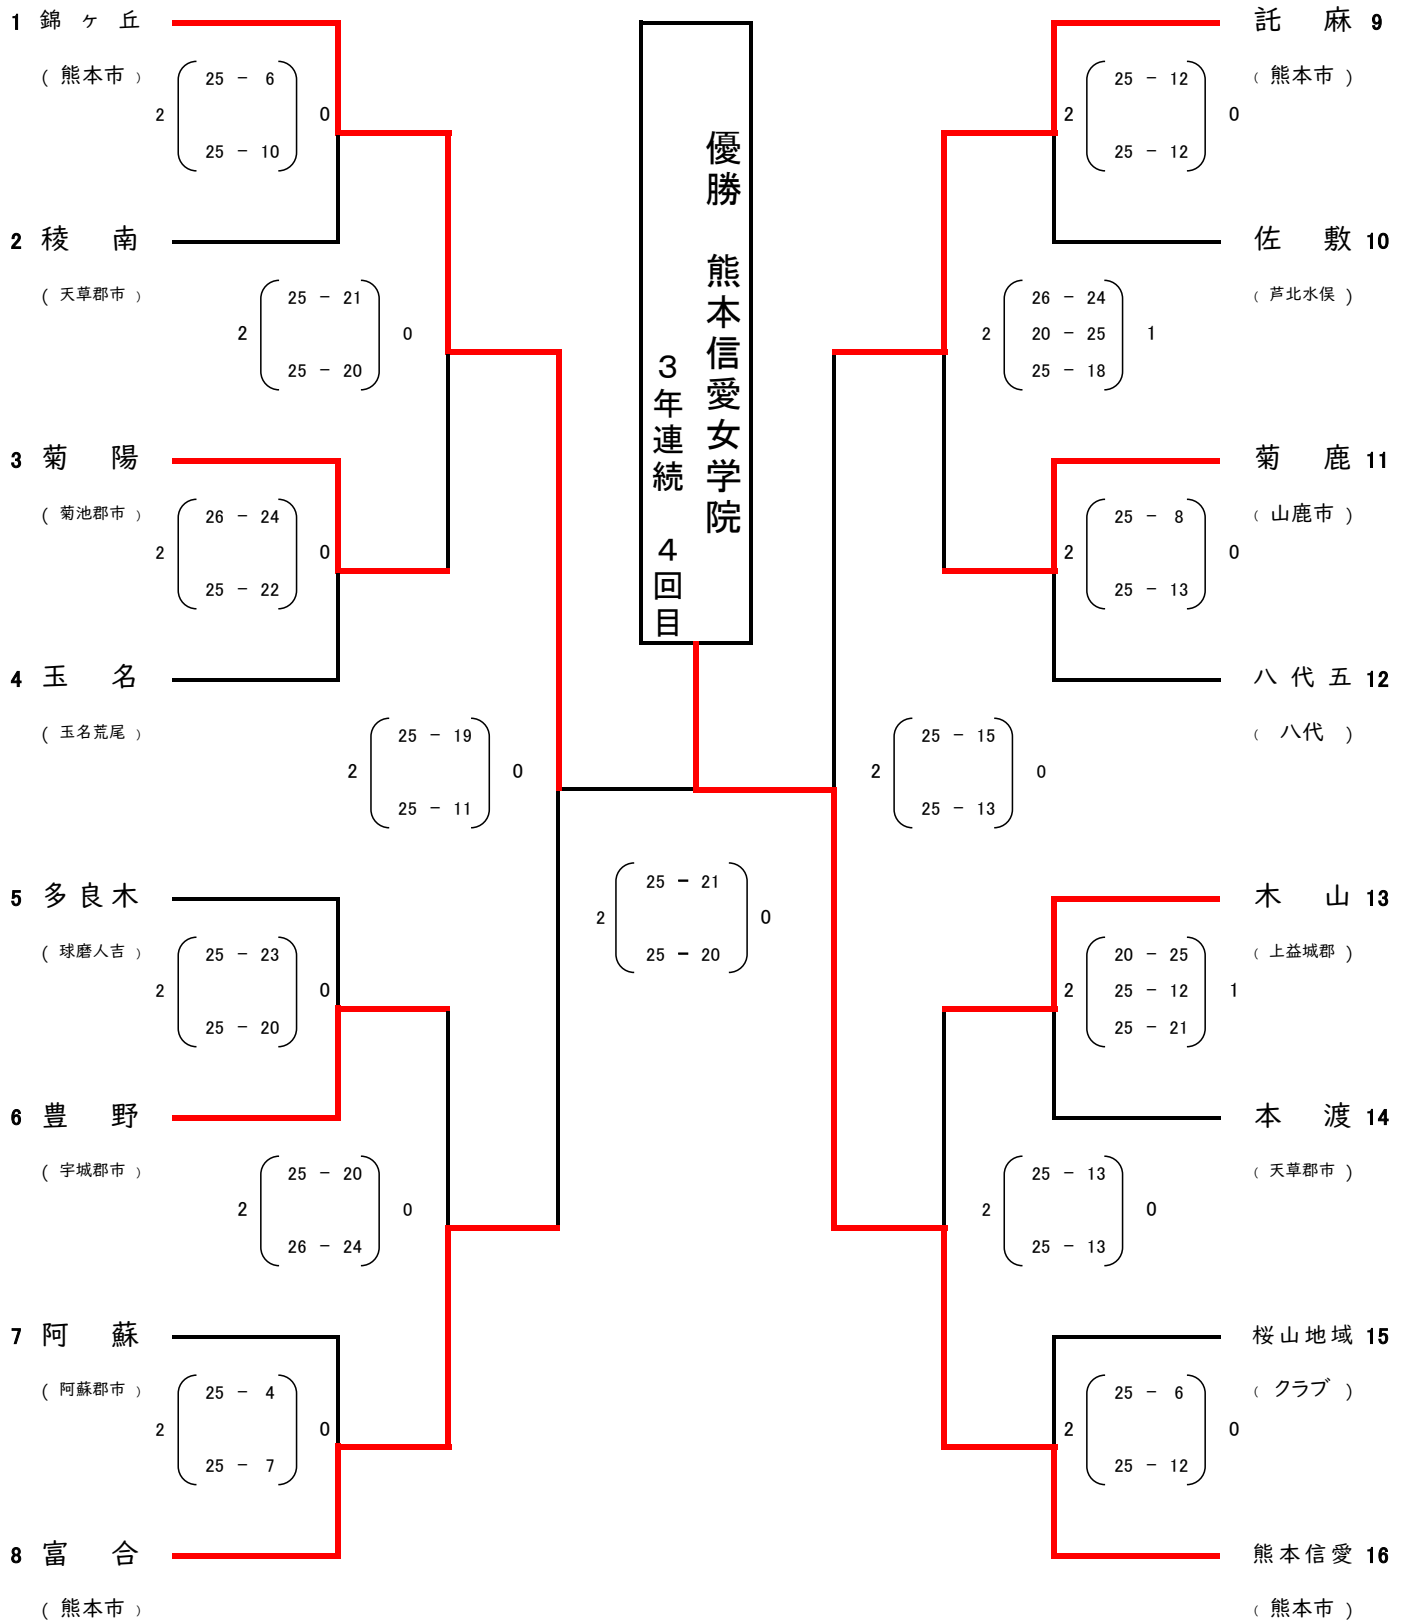 1 錦ヶ丘
( 熊本市 )
2 ( 25 − 6 ) 0
25 − 10
2 稜 南
( 天草郡市 )
2 ( 25 − 21 ) 0
25 − 20
3 菊 陽
( 菊池郡市 )
2 ( 26 − 24 ) 0
25 − 22
4 玉 名
( 玉名荒尾 )
2 ( 25 − 19 ) 0
25 − 11
5 多良木
( 球磨人吉 )
2 ( 25 − 23 ) 0
25 − 20
6 豊 野
( 宇城郡市 )
2 ( 25 − 20 ) 0
26 − 24
7 阿 蘇
( 阿蘇郡市 )
2 ( 25 − 4 ) 0
25 − 7
8 富 合
( 熊本市 )
優勝 熊本信愛女学院
3年連続 4回目
2 ( 25 − 21 ) 0
25 − 20
託 麻 9
( 熊本市 )
2 ( 25 − 12 ) 0
25 − 12
佐 敷 10
( 芦北水俣 )
2 ( 26 − 24
20 − 25 ) 1
25 − 18
菊 鹿 11
( 山鹿市 )
2 ( 25 − 8 ) 0
25 − 13
八代五 12
( 八代 )
2 ( 25 − 15 ) 0
25 − 13
木 山 13
( 上益城郡 )
2 ( 20 − 25
25 − 12 ) 1
25 − 21
本 渡 14
( 天草郡市 )
2 ( 25 − 13 ) 0
25 − 13
桜山地域 15
( クラブ )
2 ( 25 − 6 ) 0
25 − 12
熊本信愛 16
( 熊本市 )